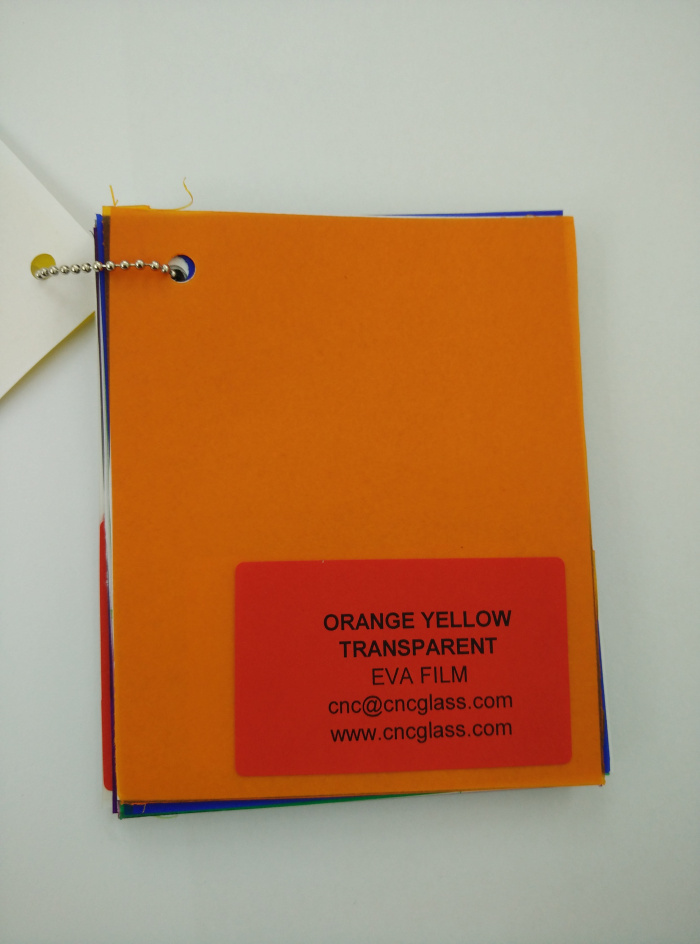 ORANGE YELLOW
TRANSPARENT
EVA FILM
cnc@cncglass.com
www.cncglass.com